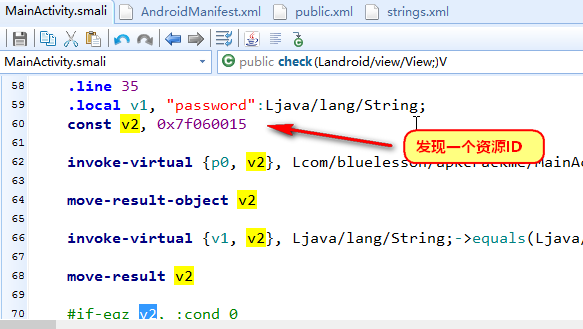 MainActivity.smali AndroidManifest.xml public.xml strings.xml
MainActivity.smali public check(Landroid/view/View;)V
58 .line 35
59 .local v1, "password":Ljava/lang/String;
60 const v2, 0x7f060015
发现一个资源ID
61
62 invoke-virtual {p0, v2}, Lcom/bluelesson/apkcrackme/MainAc
63
64 move-result-object v2
65
66 invoke-virtual {v1, v2}, Ljava/lang/String;->equals(Ljava/
67
68 move-result v2
69
70 #if-eqz v2, :cond_0